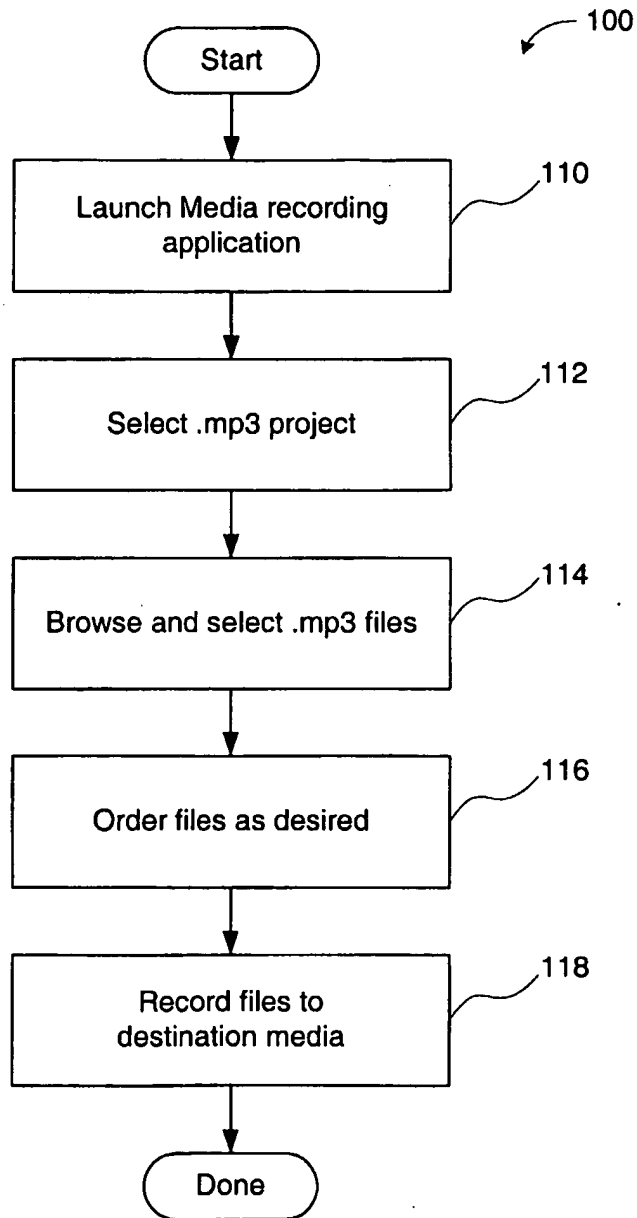 100
Start
110
Launch Media recording
application
112
Select .mp3 project
114
Browse and select .mp3 files
116
Order files as desired
118
Record files to
destination media
Done